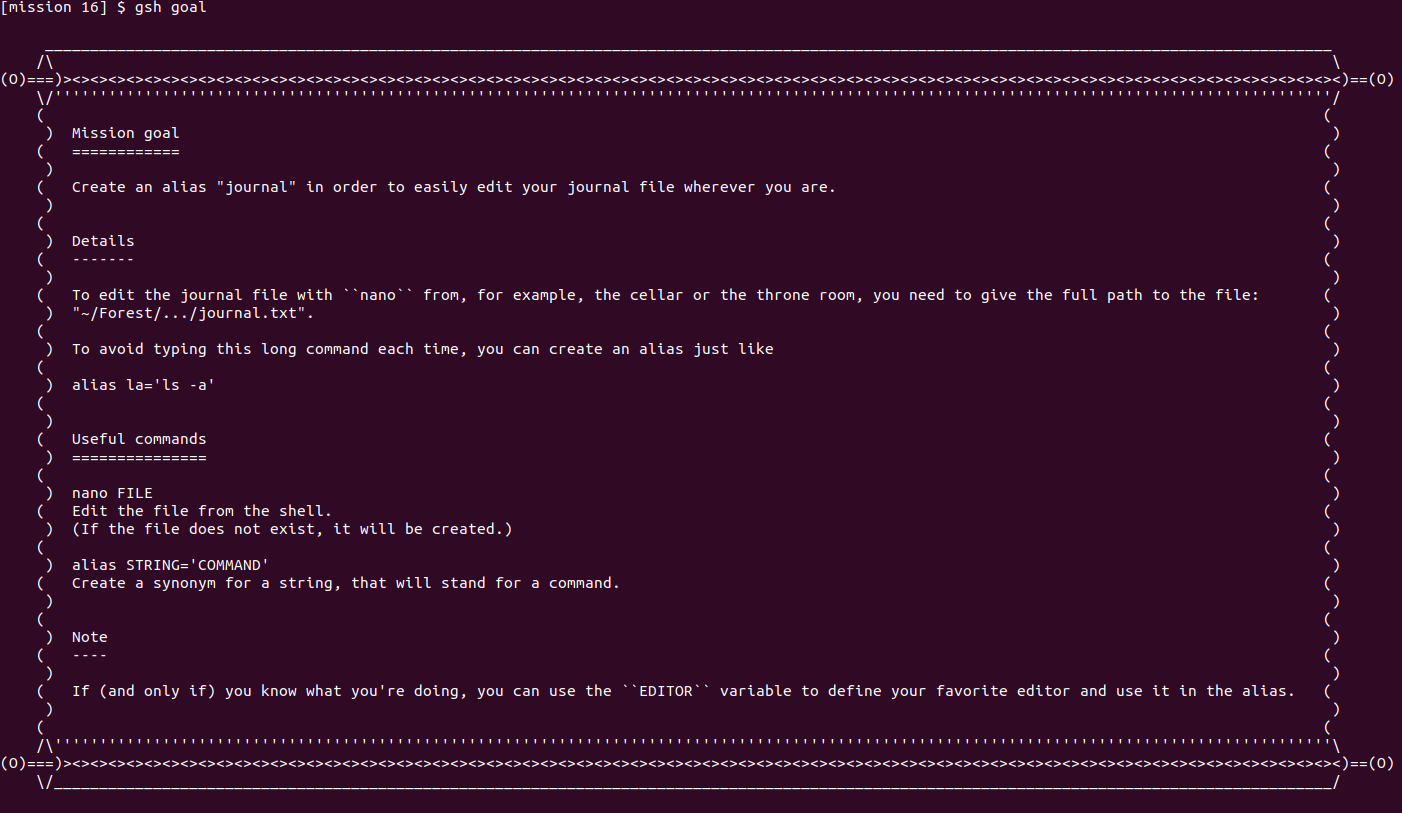 [mission 16] $ gsh goal
Mission goal
============
Create an alias "journal" in order to easily edit your journal file wherever you are.
Details
-------
To edit the journal file with ``nano`` from, for example, the cellar or the throne room, you need to give the full path to the file:
"~/Forest/.../journal.txt".
To avoid typing this long command each time, you can create an alias just like
alias la='ls -a'
Useful commands
===============
nano FILE
Edit the file from the shell.
(If the file does not exist, it will be created.)
alias STRING='COMMAND'
Create a synonym for a string, that will stand for a command.
Note
----
If (and only if) you know what you're doing, you can use the ``EDITOR`` variable to define your favorite editor and use it in the alias.